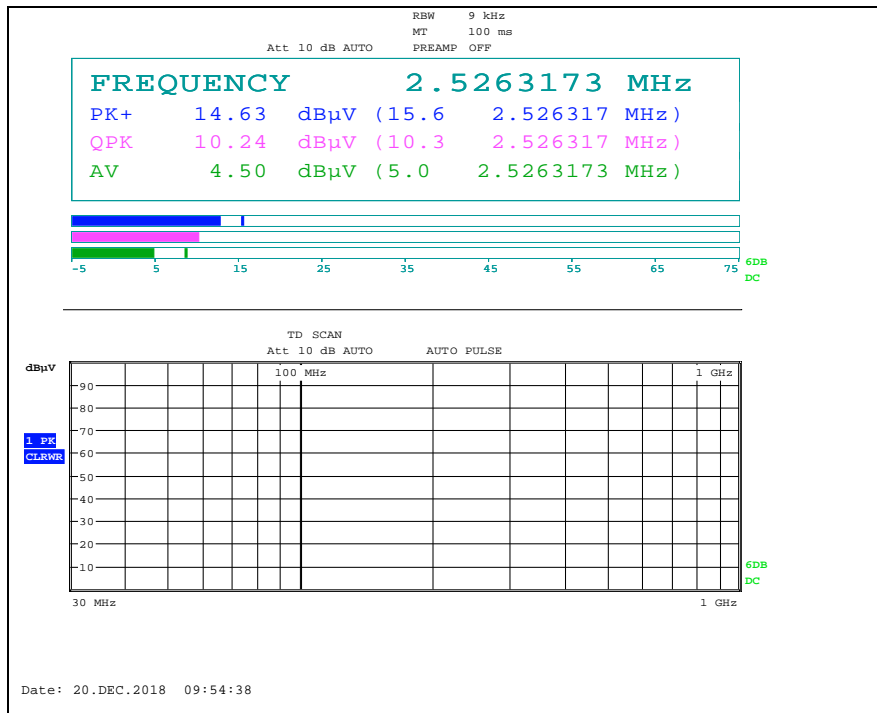 RBW 9 kHz
MT 100 ms
Att 10 dB AUTO PREAMP OFF
FREQUENCY 2.5263173 MHz
PK+ 14.63 dBµV (15.6 2.526317 MHz)
QPK 10.24 dBµV (10.3 2.526317 MHz)
AV 4.50 dBµV (5.0 2.5263173 MHz)
-5 5 15 25 35 45 55 65 75
6DB
DC
TD SCAN
Att 10 dB AUTO AUTO PULSE
dBµV
100 MHz 1 GHz
90
80
70
1 PK
CLRWR
60
50
40
30
20
10
6DB
DC
30 MHz 1 GHz
Date: 20.DEC.2018 09:54:38